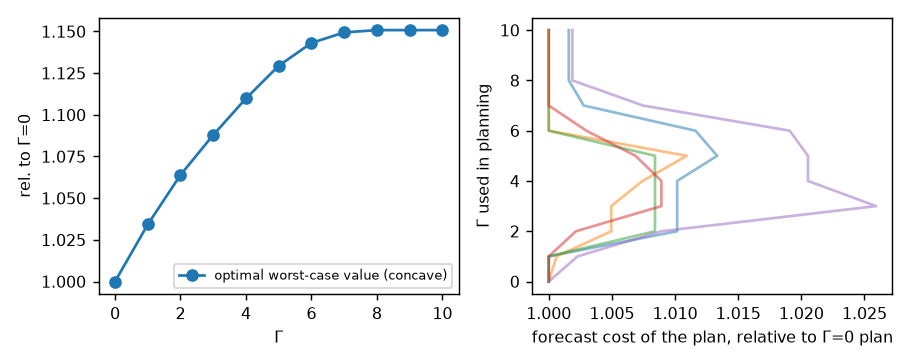 rel. to Γ=0
1.150
1.125
1.100
1.075
1.050
1.025
1.000
optimal worst-case value (concave)
0 2 4 6 8 10
Γ
Γ used in planning
10
8
6
4
2
0
1.000 1.005 1.010 1.015 1.020 1.025
forecast cost of the plan, relative to Γ=0 plan